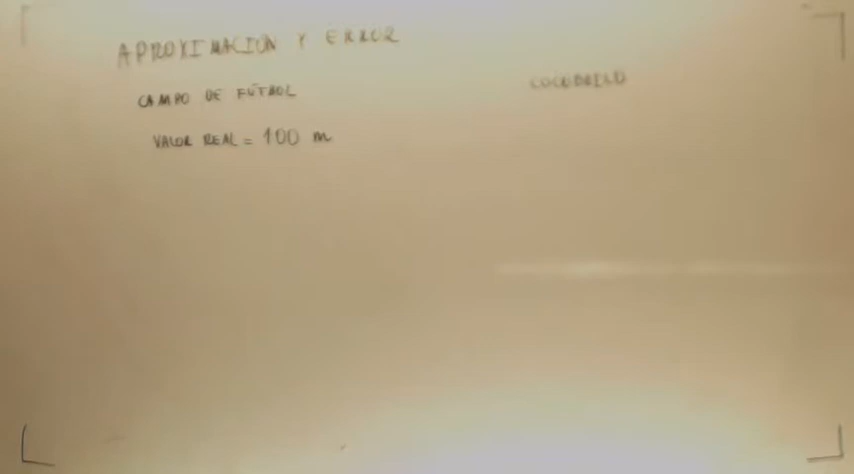 APROXIMACION Y ERROR
CAMPO DE FÚTBOL
COCODRILO
VALOR REAL = 100 m